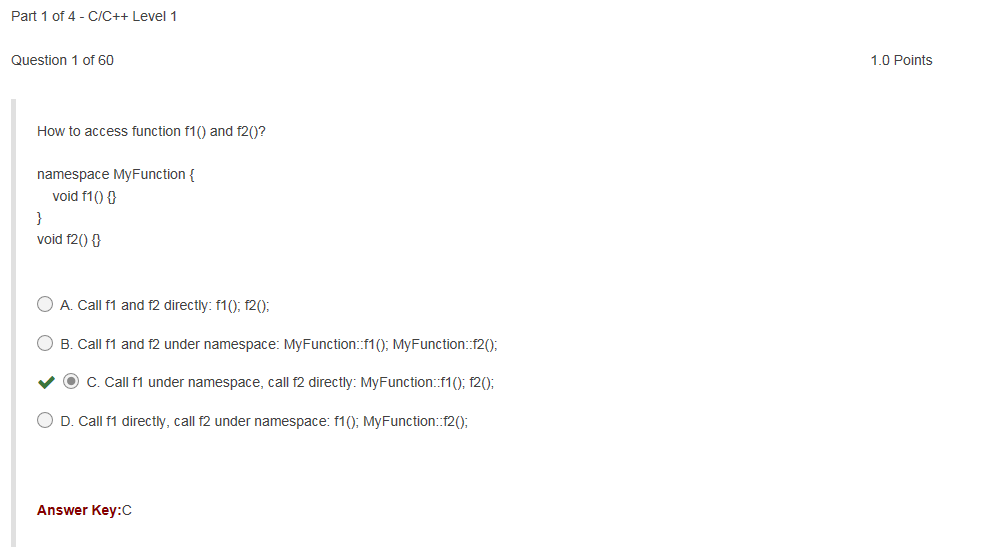 Part 1 of 4 - C/C++ Level 1
Question 1 of 60
1.0 Points
How to access function f1() and f2()?
namespace MyFunction {
void f1() {}
}
void f2() {}
A. Call f1 and f2 directly: f1(); f2();
B. Call f1 and f2 under namespace: MyFunction::f1(); MyFunction::f2();
C. Call f1 under namespace, call f2 directly: MyFunction::f1(); f2();
D. Call f1 directly, call f2 under namespace: f1(); MyFunction::f2();
Answer Key:C